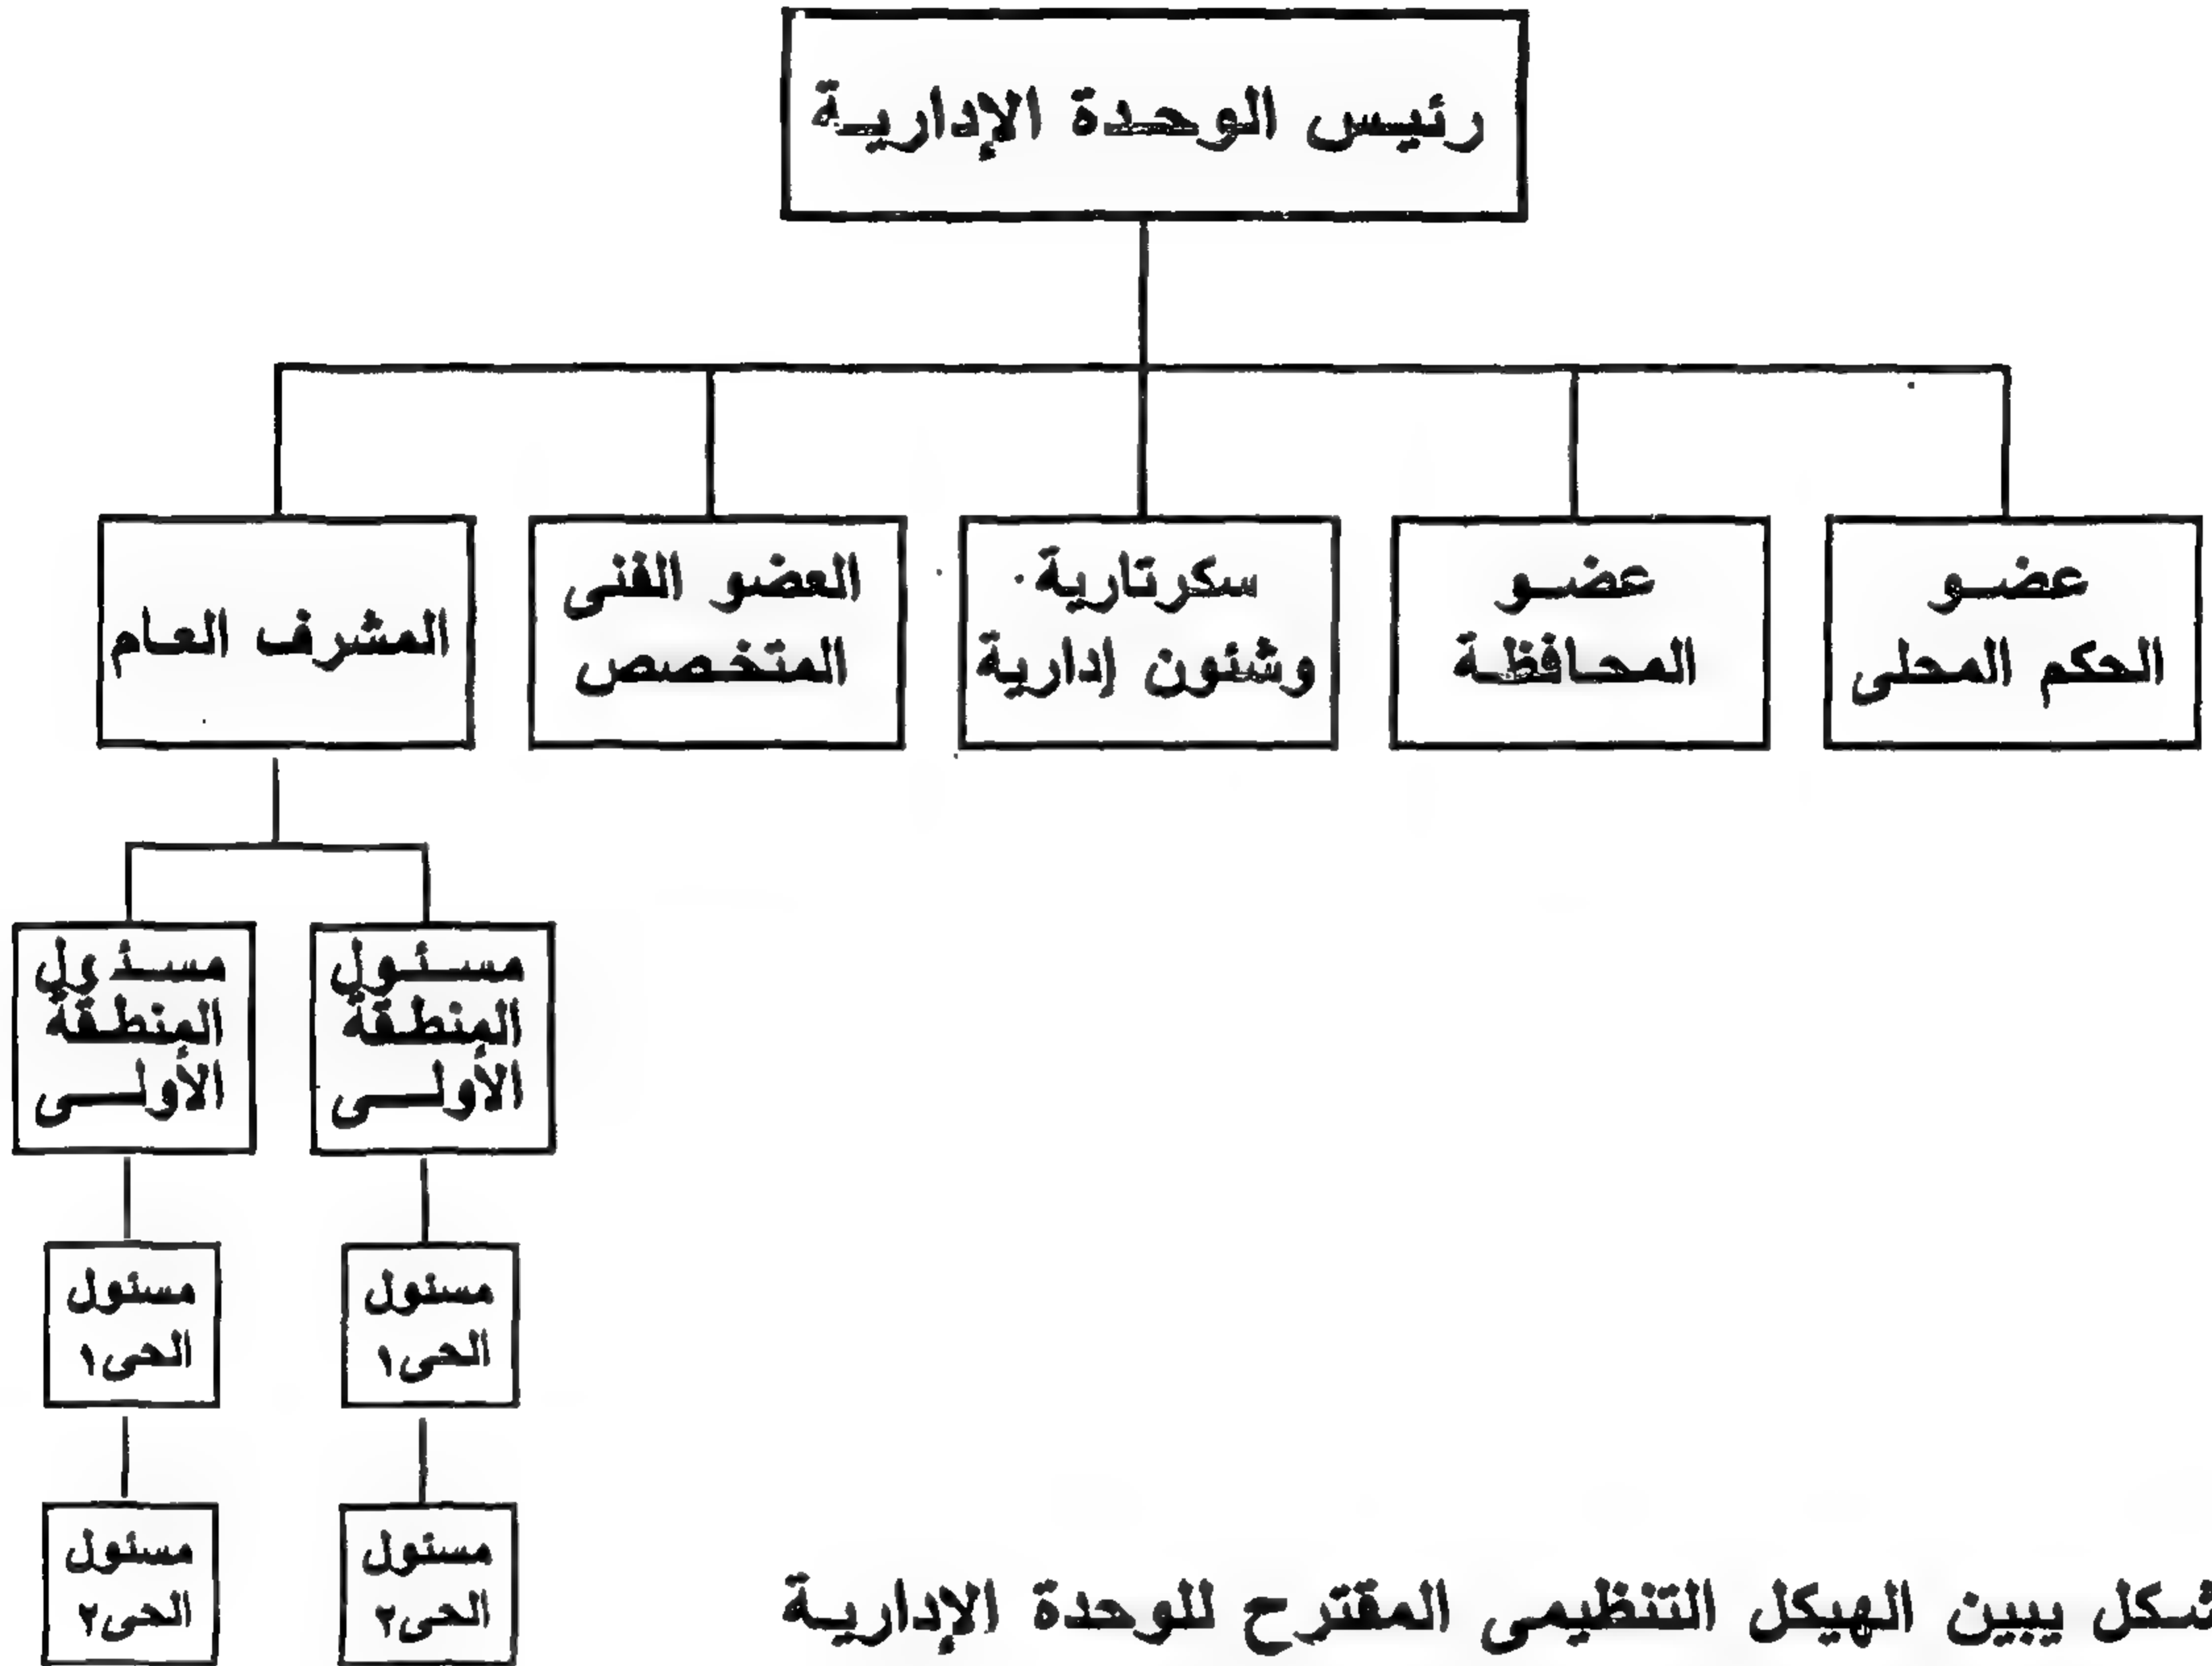 رئيس الوحدة الإدارية
عضو
الحكم المحلى
عضو
المحافظة
سكرتارية
وشئون إدارية
العضو الفنى
المتخصص
المشرف العام
مسئول
المنطقة
الأولى
مسئول
المنطقة
الأولى
مسئول
الحى١
مسئول
الحى١
مسئول
الحى٢
مسئول
الحى٢
شكل يبين الهيكل التنظيمى المقترح للوحدة الإدارية